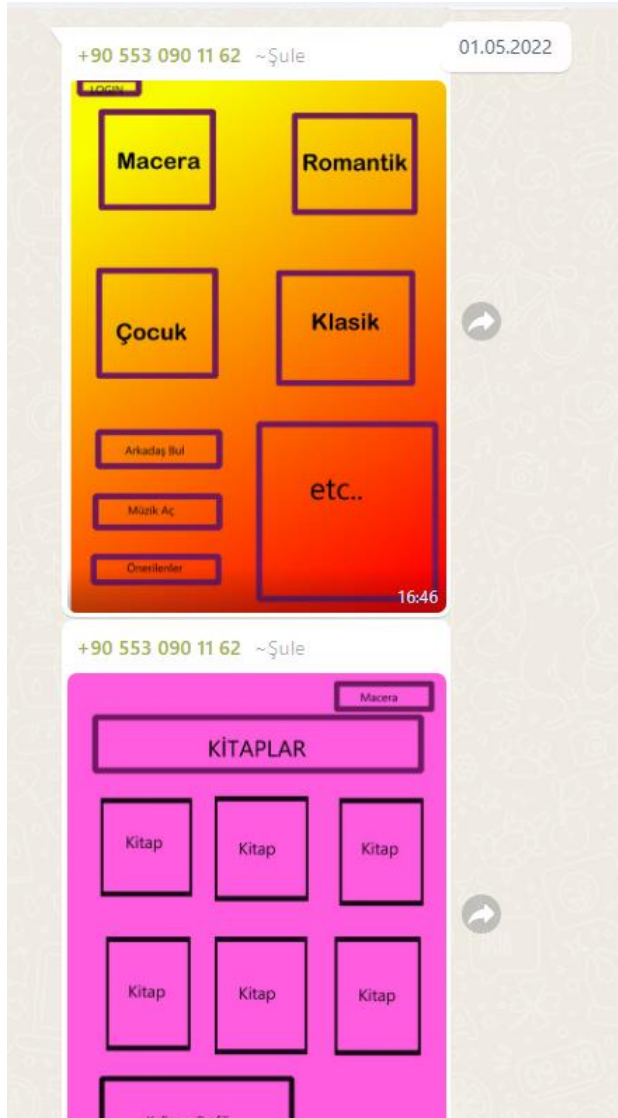 01.05.2022
+90 553 090 11 62 ~Şule
LOGIN
Macera
Romantik
Çocuk
Klasik
Arkadaş Bul
Müzik Aç
Önerilenler
etc..
16:46
+90 553 090 11 62 ~Şule
Macera
KİTAPLAR
Kitap
Kitap
Kitap
Kitap
Kitap
Kitap